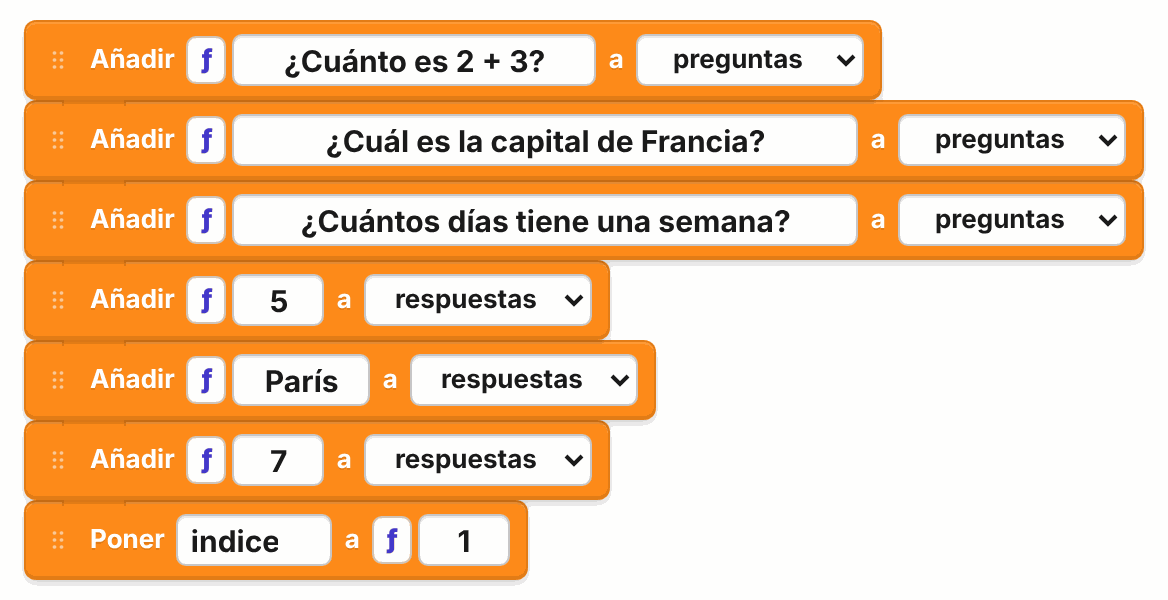 Añadir ƒ ¿Cuánto es 2 + 3? a preguntas
Añadir ƒ ¿Cuál es la capital de Francia? a preguntas
Añadir ƒ ¿Cuántos días tiene una semana? a preguntas
Añadir ƒ 5 a respuestas
Añadir ƒ París a respuestas
Añadir ƒ 7 a respuestas
Poner indice a ƒ 1